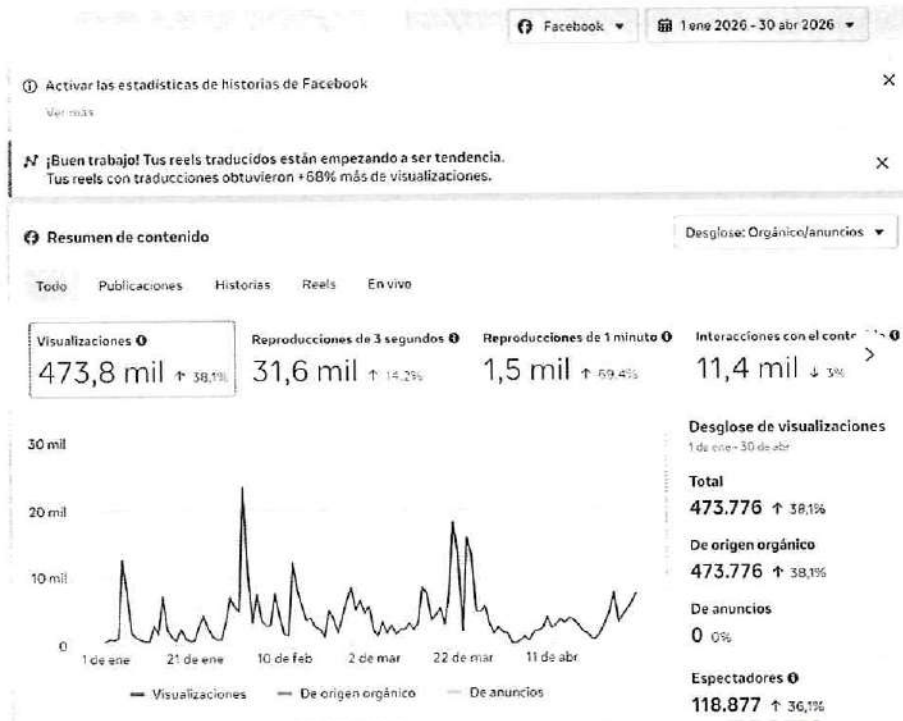 Facebook
1 ene 2026 - 30 abr 2026
Activar las estadísticas de historias de Facebook
Ver más
¡Buen trabajo! Tus reels traducidos están empezando a ser tendencia.
Tus reels con traducciones obtuvieron +68% más de visualizaciones.
Resumen de contenido
Desglose: Orgánico/anuncios
Todo Publicaciones Historias Reels En vivo
Visualizaciones Reproducciones de 3 segundos Reproducciones de 1 minuto Interacciones con el conte
473,8 mil ↑ 38,1% 31,6 mil ↑ 14,2% 1,5 mil ↑ 69,4% 11,4 mil ↓ 3%
Desglose de visualizaciones
1 de ene - 30 de abr
Total
473.776 ↑ 38,1%
De origen orgánico
473.776 ↑ 38,1%
De anuncios
0 0%
Espectadores
118.877 ↑ 36,1%
30 mil
20 mil
10 mil
0
1 de ene 21 de ene 10 de feb 2 de mar 22 de mar 11 de abr
Visualizaciones De origen orgánico De anuncios